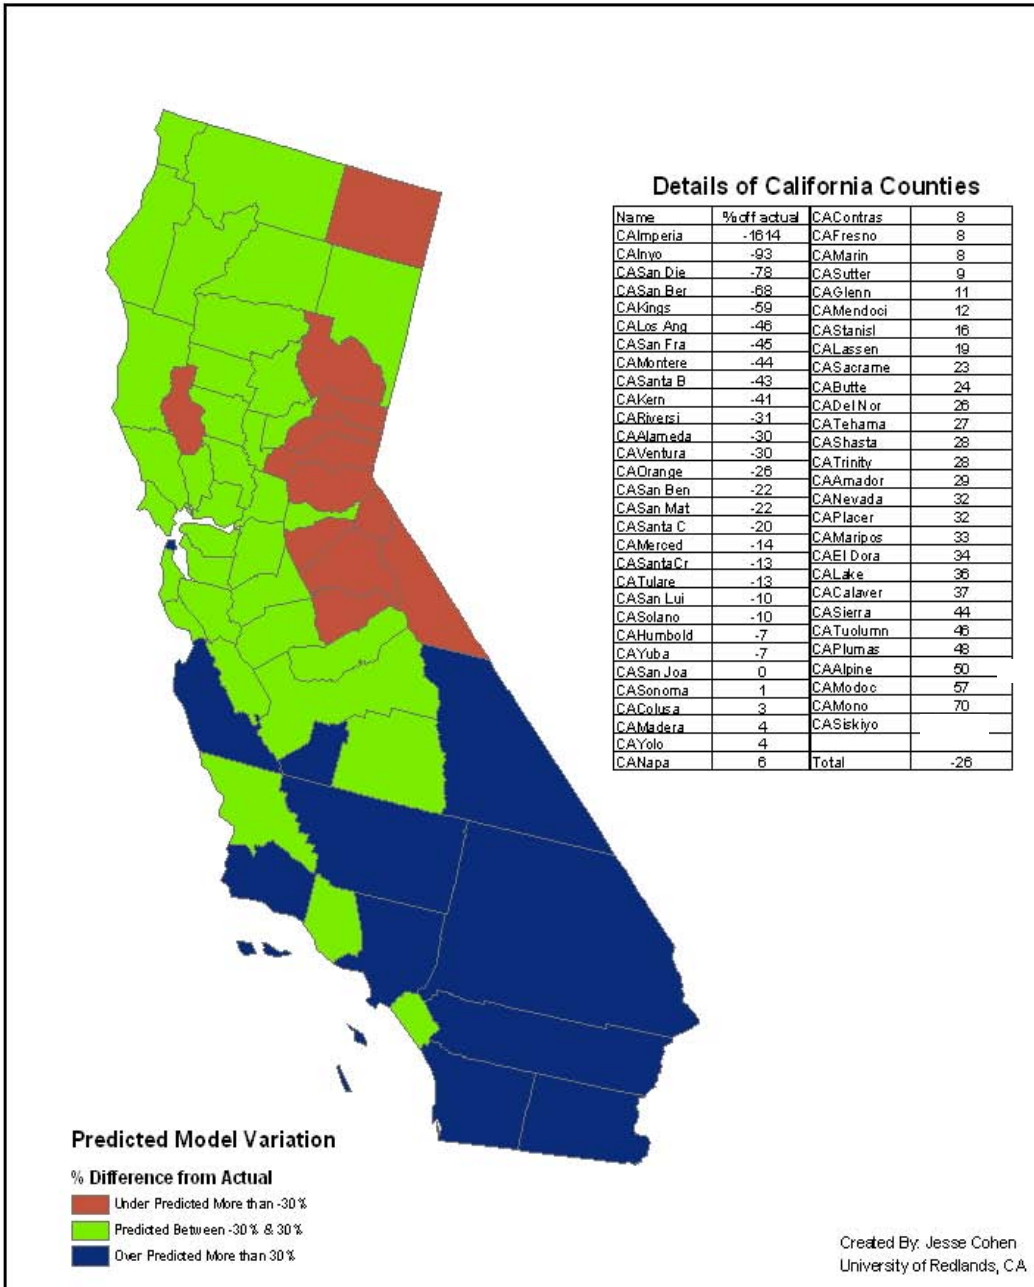 Details of California Counties
Name %off actual CAContras 8
CAImperia -1614 CAFresno 8
CAInyo -93 CAMarin 8
CASan Die -78 CASutter 9
CASan Ber -68 CAGlenn 11
CAKings -59 CAMendoci 12
CALos Ang -46 CAStanisl 16
CASan Fra -45 CALassen 19
CAMontere -44 CASacrame 23
CASanta B -43 CAButte 24
CAKern -41 CADelNor 26
CARiversi -31 CATehama 27
CAAlameda -30 CAShasta 28
CAVentura -30 CATrinity 28
CAOrange -26 CAAmador 29
CASan Ben -22 CANevada 32
CASan Mat -22 CAPlacer 32
CASanta C -20 CAMaripos 33
CAMerced -14 CAEl Dora 34
CASantaCr -13 CALake 36
CATulare -13 CACalaver 37
CASan Lui -10 CASierra 44
CASolano -10 CATuolumn 46
CAHumbold -7 CAPlumas 48
CAYuba -7 CAAlpine 50
CASan Joa 0 CAModoc 57
CASonoma 1 CAMono 70
CAColusa 3 CASiskiyo
CAMadera 4
CAYolo 4
CANapa 6 Total -26
Predicted Model Variation
% Difference from Actual
Under Predicted More than -30%
Predicted Between -30% & 30%
Over Predicted More than 30%
Created By: Jesse Cohen
University of Redlands, CA